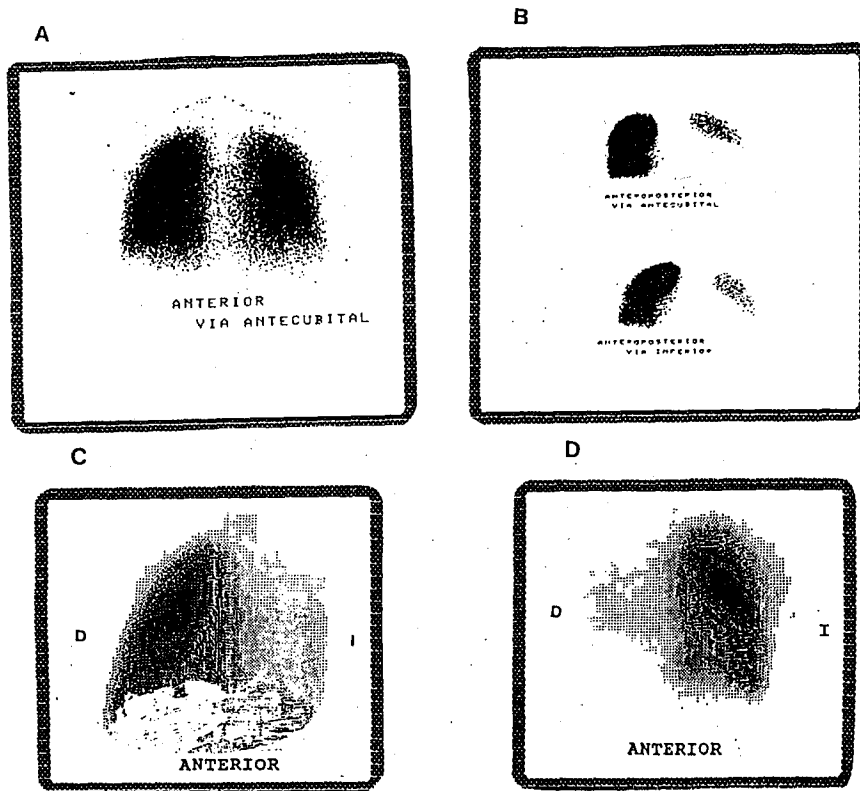 A
B
ANTERIOR
VIA ANTECUBITAL
ANTEROPOSTERIOR
VIA ANTECUBITAL
ANTEROPOSTERIOR
VIA INFERIOR
C
D
D
I
ANTERIOR
D
I
ANTERIOR